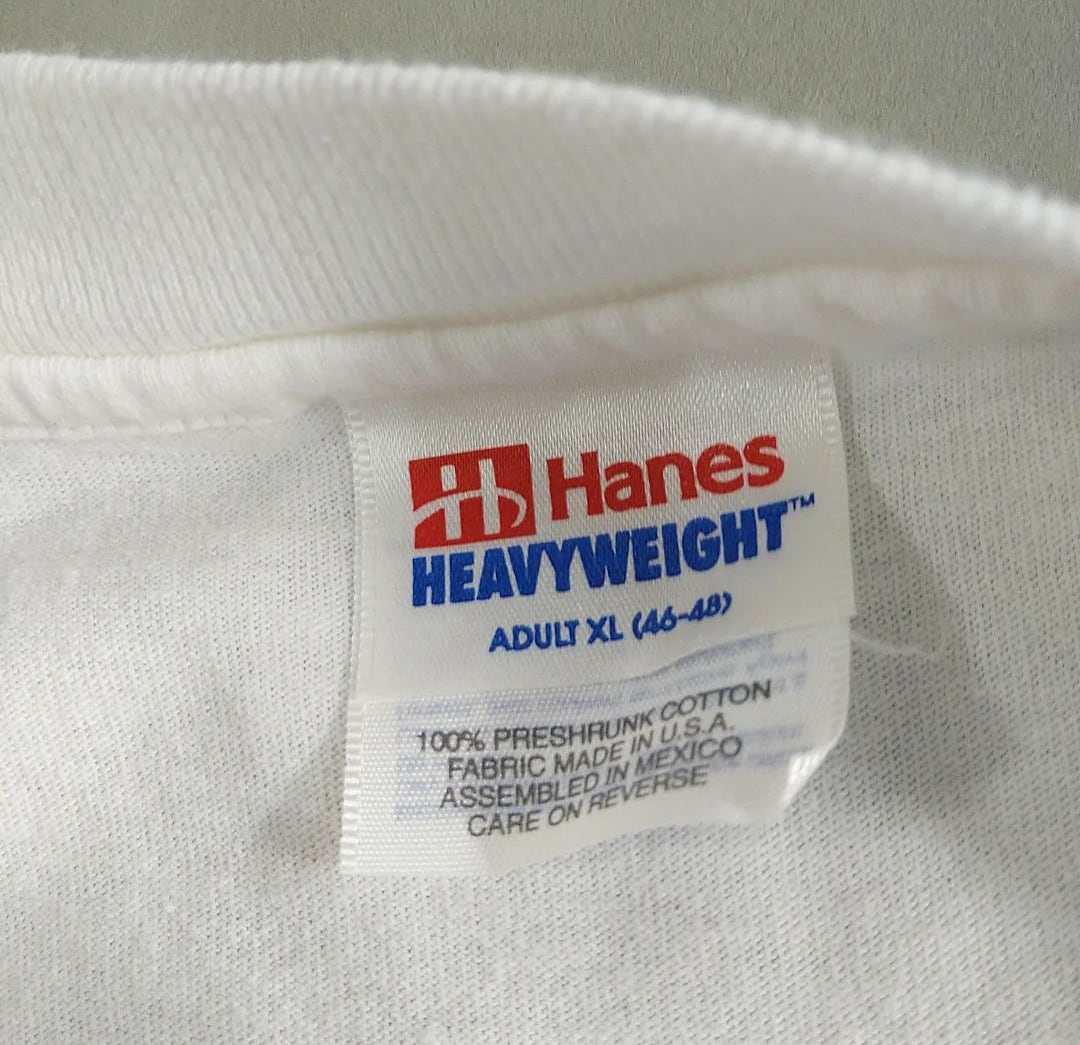 Hanes
HEAVYWEIGHT™
ADULT XL (46-48)
100% PRESHRUNK COTTON
FABRIC MADE IN U.S.A.
ASSEMBLED IN MEXICO
CARE ON REVERSE